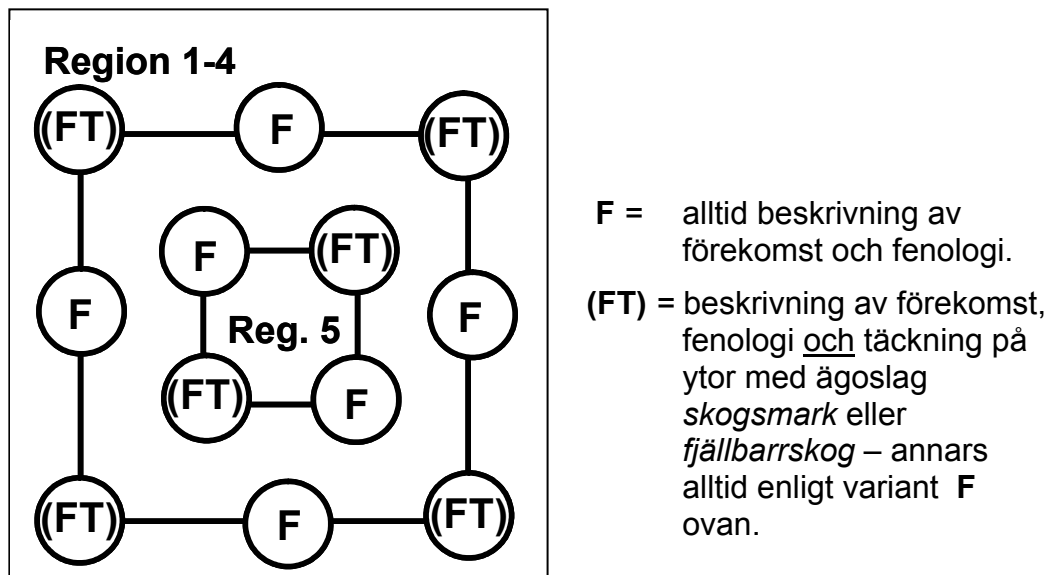 Region 1-4
(FT) F (FT)
F (FT)
F Reg. 5 F
(FT) F
(FT) F (FT)
F = alltid beskrivning av
förekomst och fenologi.
(FT) = beskrivning av förekomst,
fenologi och täckning på
ytor med ägoslag
skogsmark eller
fjällbarrskog – annars
alltid enligt variant F
ovan.